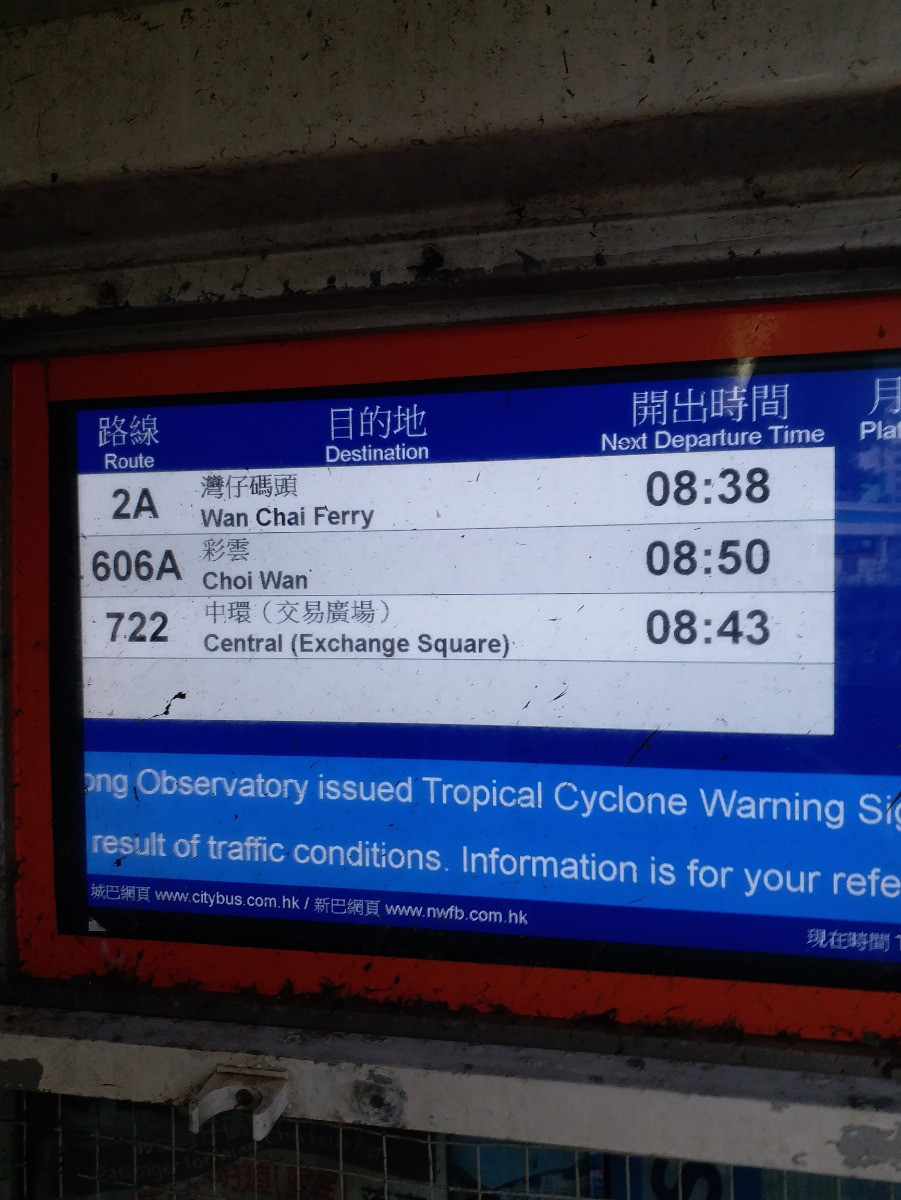 路線 目的地 開出時間 月
Route Destination Next Departure Time
2A 灣仔碼頭 08:38
Wan Chai Ferry
606A 彩雲 08:50
Choi Wan
722 中環（交易廣場） 08:43
Central (Exchange Square)
ong Observatory issued Tropical Cyclone Warning Sig
result of traffic conditions. Information is for your refe
城巴網頁 www.citybus.com.hk / 新巴網頁 www.nwfb.com.hk
現在時間